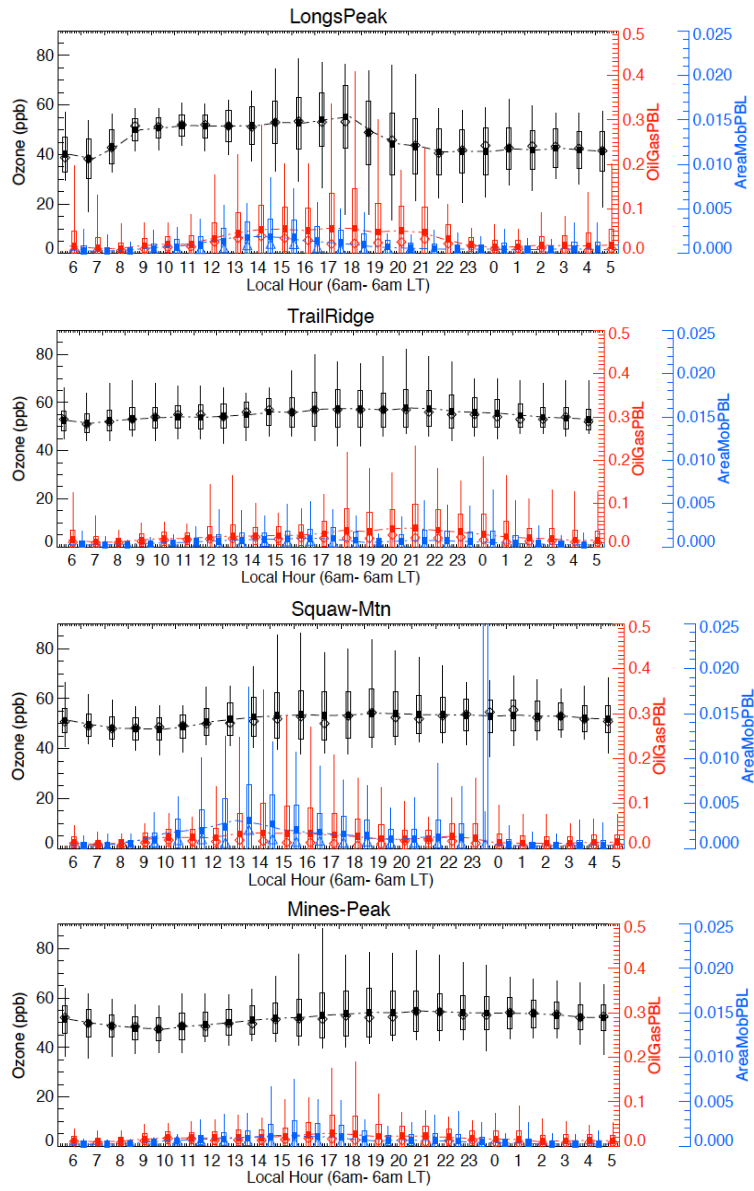 LongsPeak
80
60
40
20
0
Ozone (ppb)
0.5
0.4
0.3
0.2
0.1
0.0
OilGasPBL
0.025
0.020
0.015
0.010
0.005
0.000
AreaMobPBL
6 7 8 9 10 11 12 13 14 15 16 17 18 19 20 21 22 23 0 1 2 3 4 5
Local Hour (6am- 6am LT)
TrailRidge
80
60
40
20
0
Ozone (ppb)
0.5
0.4
0.3
0.2
0.1
0.0
OilGasPBL
0.025
0.020
0.015
0.010
0.005
0.000
AreaMobPBL
6 7 8 9 10 11 12 13 14 15 16 17 18 19 20 21 22 23 0 1 2 3 4 5
Local Hour (6am- 6am LT)
Squaw-Mtn
80
60
40
20
0
Ozone (ppb)
0.5
0.4
0.3
0.2
0.1
0.0
OilGasPBL
0.025
0.020
0.015
0.010
0.005
0.000
AreaMobPBL
6 7 8 9 10 11 12 13 14 15 16 17 18 19 20 21 22 23 0 1 2 3 4 5
Local Hour (6am- 6am LT)
Mines-Peak
80
60
40
20
0
Ozone (ppb)
0.5
0.4
0.3
0.2
0.1
0.0
OilGasPBL
0.025
0.020
0.015
0.010
0.005
0.000
AreaMobPBL
6 7 8 9 10 11 12 13 14 15 16 17 18 19 20 21 22 23 0 1 2 3 4 5
Local Hour (6am- 6am LT)